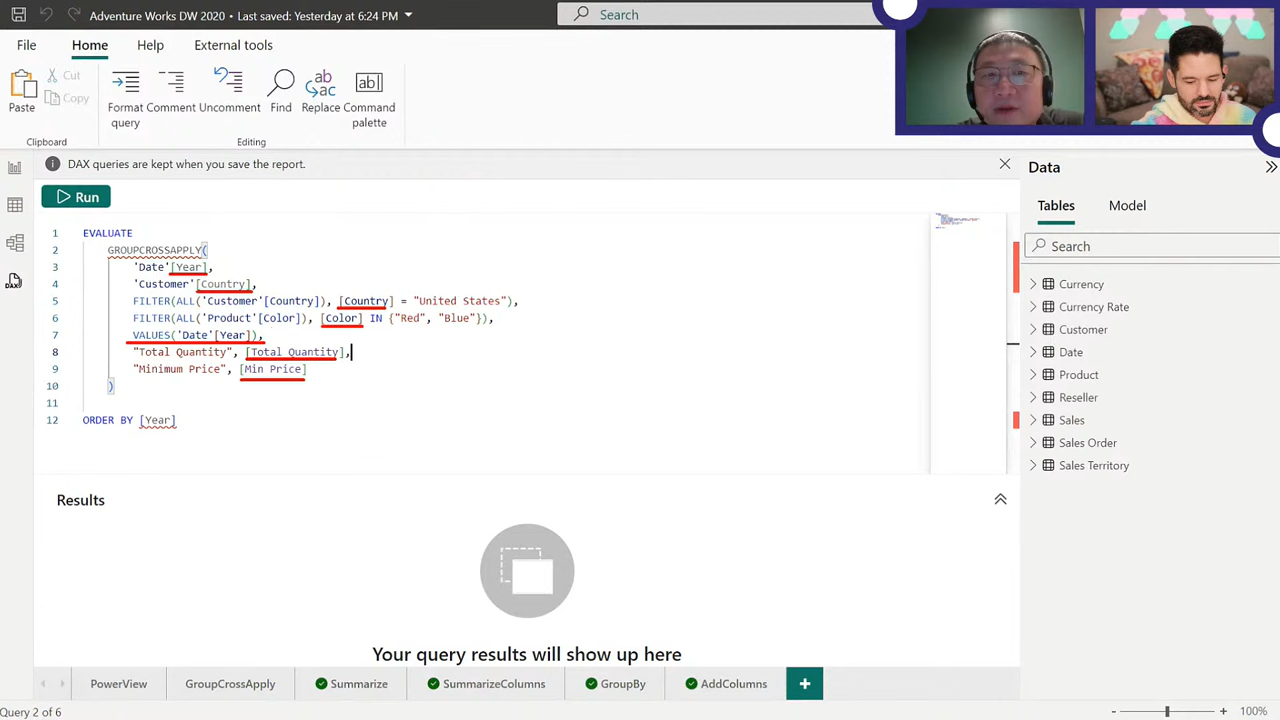 Adventure Works DW 2020 • Last saved: Yesterday at 6:24 PM
Search
File
Home
Help
External tools
Paste
Cut
Copy
Format query
Comment
Uncomment
Find
Replace
Command palette
Clipboard
Editing
DAX queries are kept when you save the report.
Run
1 EVALUATE
2 GROUPCROSSAPPLY(
3 'Date'[Year],
4 'Customer'[Country],
5 FILTER(ALL('Customer'[Country]), [Country] = "United States"),
6 FILTER(ALL('Product'[Color]), [Color] IN {"Red", "Blue"}),
7 VALUES('Date'[Year]),
8 "Total Quantity", [Total Quantity],
9 "Minimum Price", [Min Price]
10 )
11
12 ORDER BY [Year]
Results
Your query results will show up here
PowerView
GroupCrossApply
Summarize
SummarizeColumns
GroupBy
AddColumns
+
Query 2 of 6
Data
Tables
Model
Search
Currency
Currency Rate
Customer
Date
Product
Reseller
Sales
Sales Order
Sales Territory
- + 100%